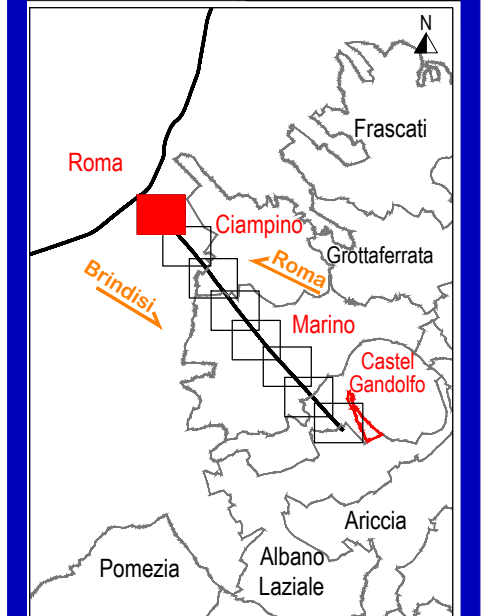 N
Frascati
Roma
Ciampino
Grottaferrata
Roma
Brindisi
Marino
Castel
Gandolfo
Ariccia
Albano
Laziale
Pomezia